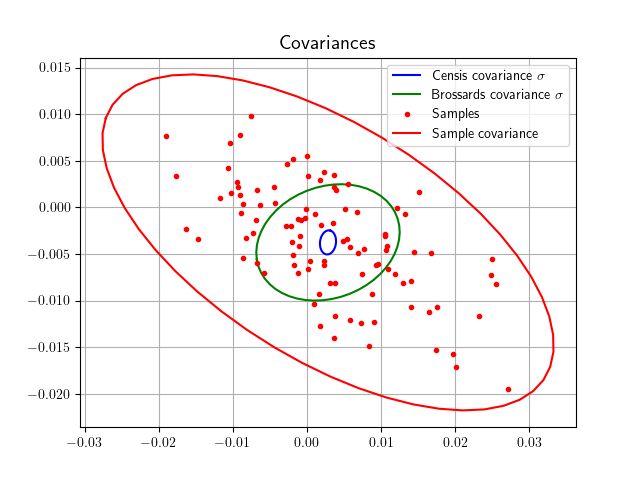 Covariances
Censis covariance σ
Brossards covariance σ
Samples
Sample covariance
0.015
0.010
0.005
0.000
−0.005
−0.010
−0.015
−0.020
−0.03 −0.02 −0.01 0.00 0.01 0.02 0.03